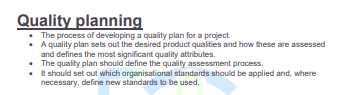 Quality planning
• The process of developing a quality plan for a project.
• A quality plan sets out the desired product qualities and how these are assessed
and defines the most significant quality attributes.
• The quality plan should define the quality assessment process.
• It should set out which organisational standards should be applied and, where
necessary, define new standards to be used.